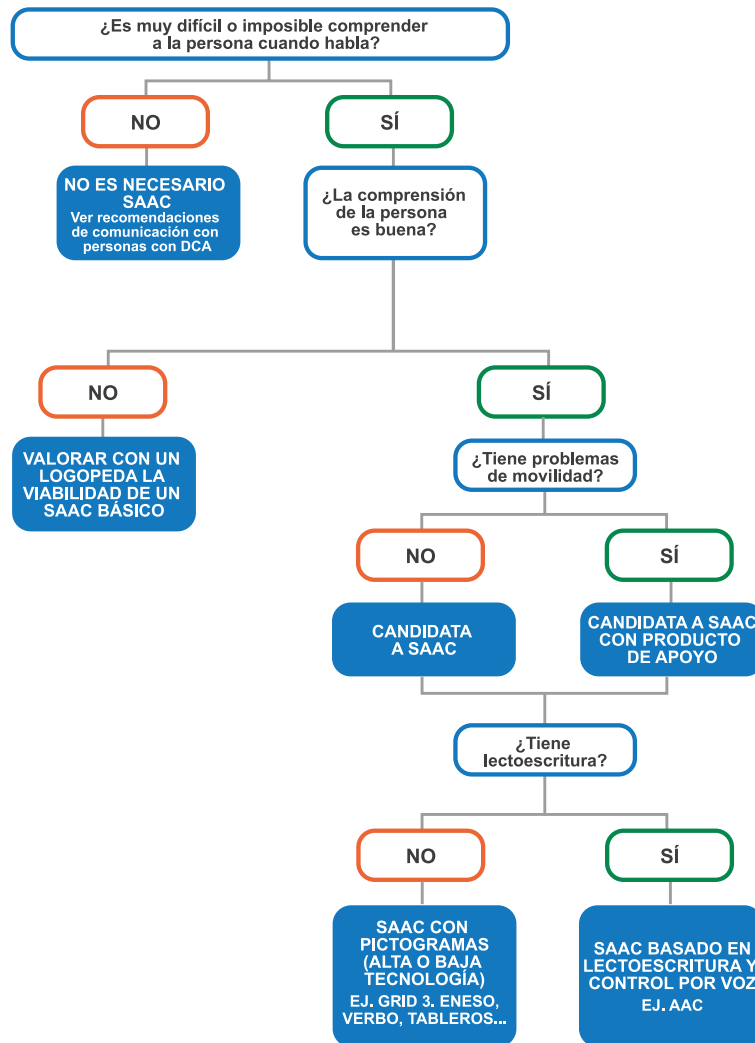 ¿Es muy difícil o imposible comprender
a la persona cuando habla?
NO
SÍ
NO ES NECESARIO
SAAC
Ver recomendaciones
de comunicación con
personas con DCA
¿La comprensión
de la persona
es buena?
NO
SÍ
VALORAR CON UN
LOGOPEDA LA
VIABILIDAD DE UN
SAAC BÁSICO
¿Tiene problemas
de movilidad?
NO
SÍ
CANDIDATA
A SAAC
CANDIDATA A SAAC
CON PRODUCTO
DE APOYO
¿Tiene
lectoescritura?
NO
SÍ
SAAC CON
PICTOGRAMAS
(ALTA O BAJA
TECNOLOGÍA)
EJ. GRID 3. ENESO,
VERBO, TABLEROS...
SAAC BASADO EN
LECTOESCRITURA Y
CONTROL POR VOZ
EJ. AAC